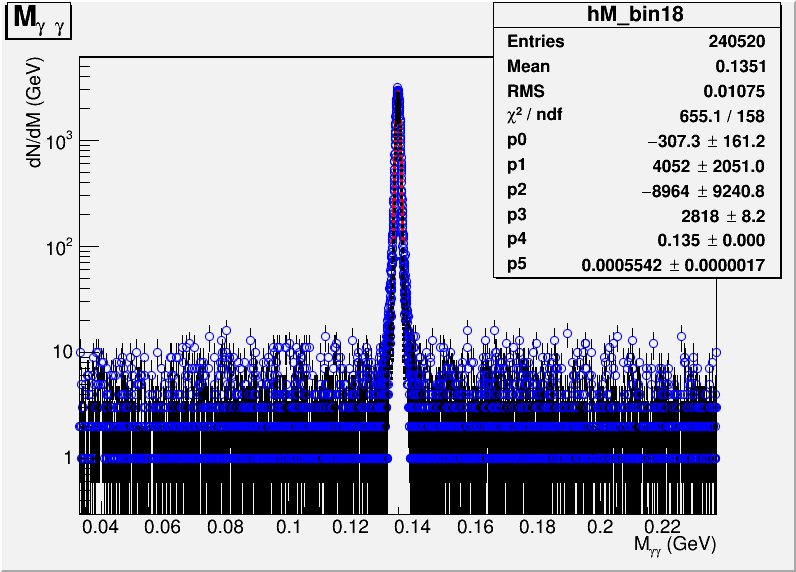 M γ γ
hM_bin18
Entries 240520
Mean 0.1351
RMS 0.01075
χ² / ndf 655.1 / 158
p0 −307.3 ± 161.2
p1 4052 ± 2051.0
p2 −8964 ± 9240.8
p3 2818 ± 8.2
p4 0.135 ± 0.000
p5 0.0005542 ± 0.0000017
dN/dM (GeV)
10³
10²
10
1
0.04 0.06 0.08 0.1 0.12 0.14 0.16 0.18 0.2 0.22
Mγγ (GeV)